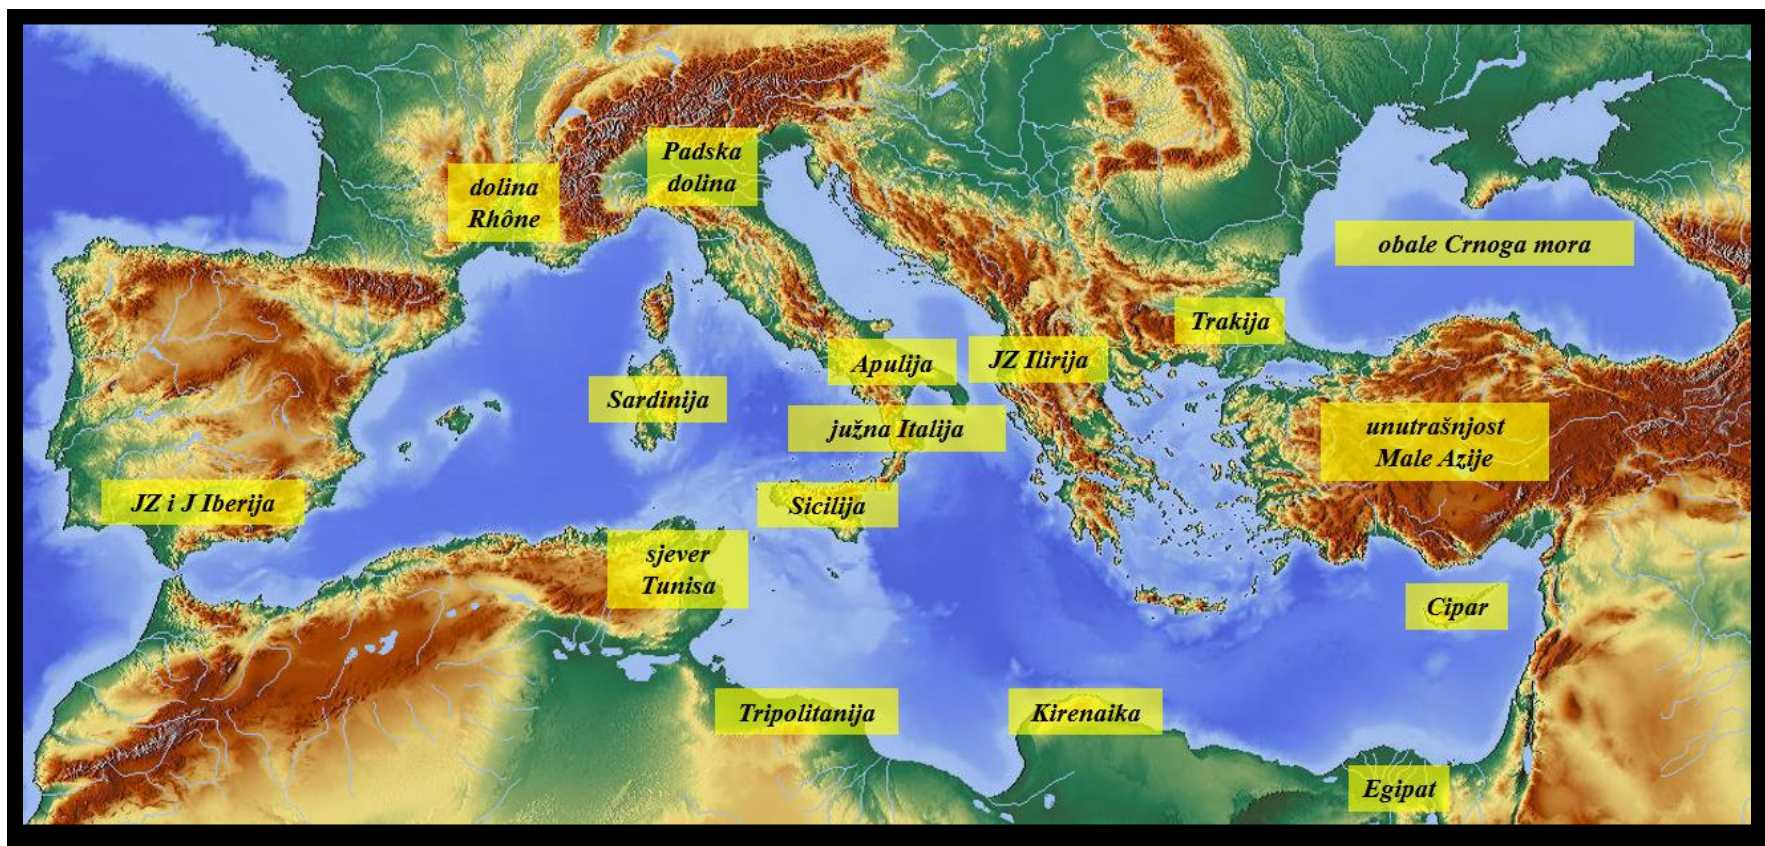 Padska
dolina
dolina
Rhône
obale Crnoga mora
Trakija
Apulija
JZ Ilirija
Sardinija
južna Italija
unutrašnjost
Male Azije
JZ i J Iberija
Sicilija
sjever
Tunisa
Cipar
Tripolitanija
Kirenaika
Egipat